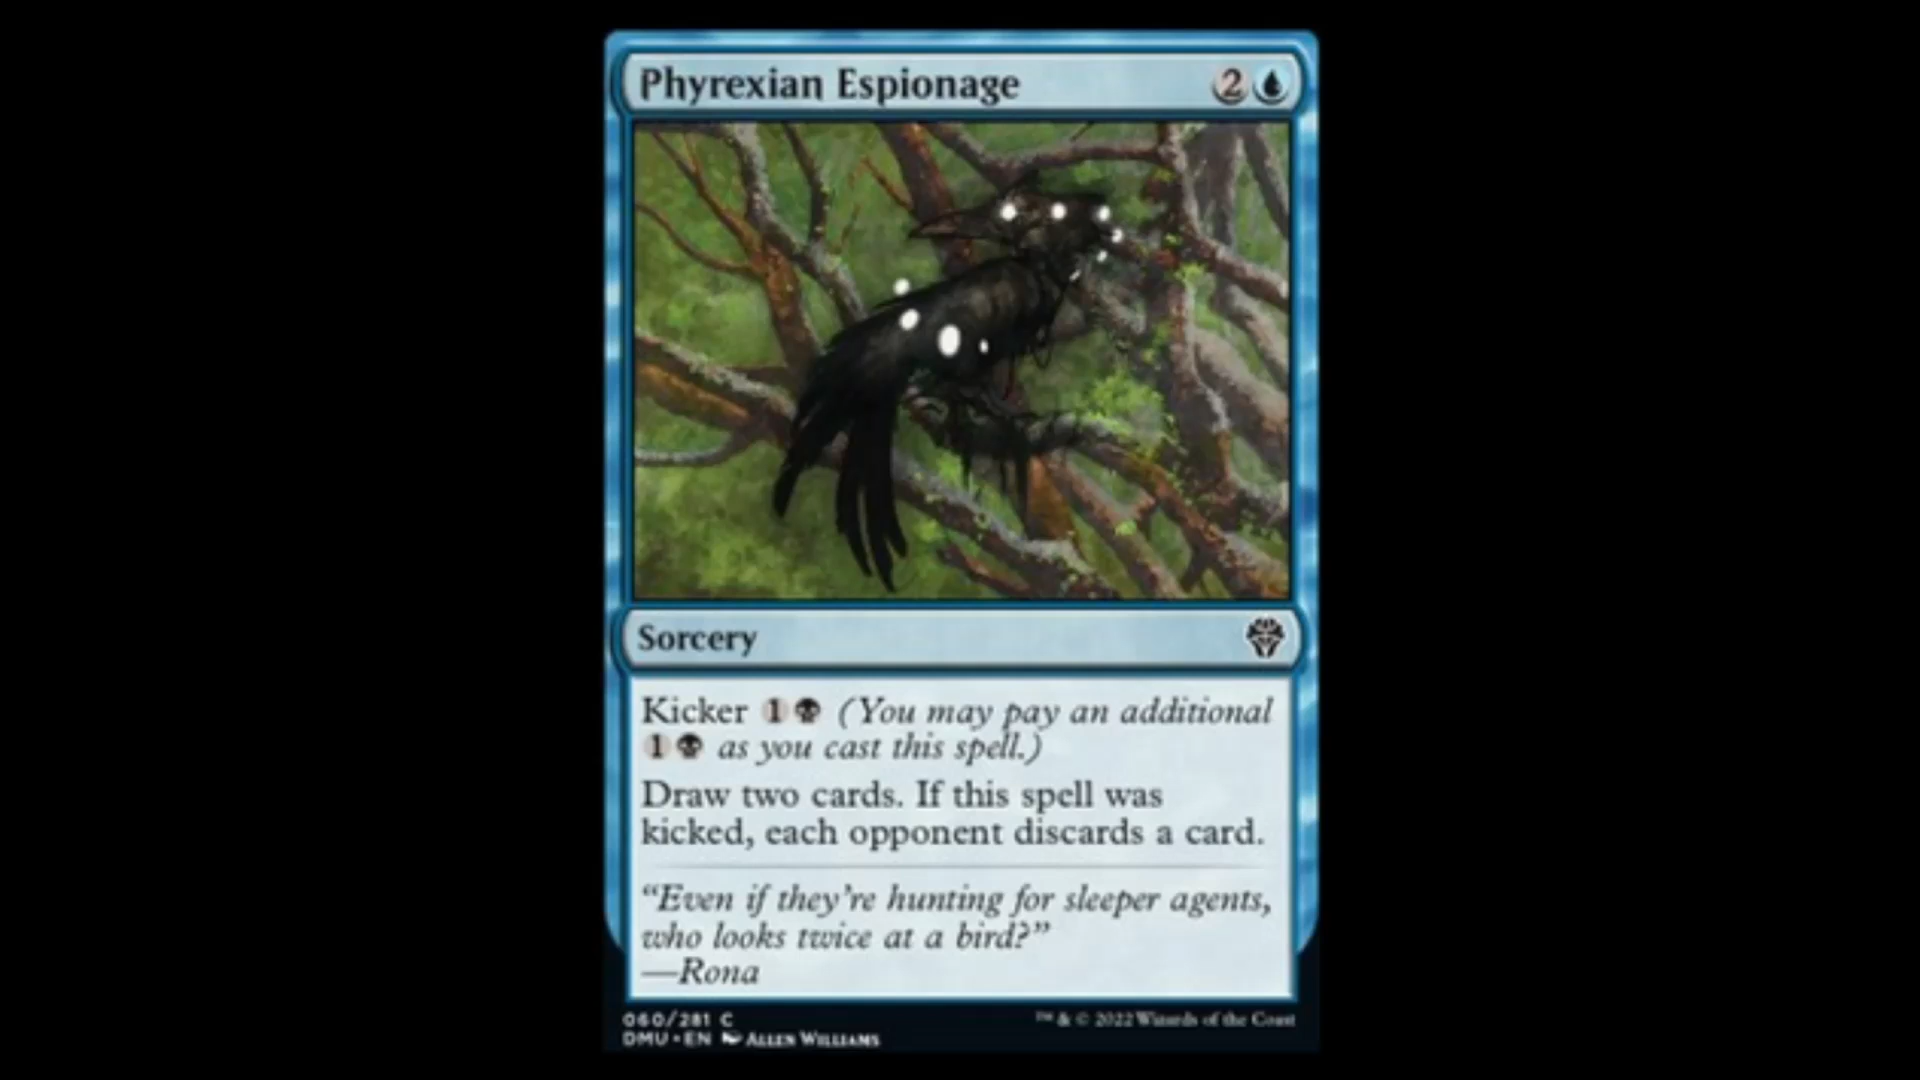 Phyrexian Espionage 2
Sorcery
Kicker 1 (You may pay an additional
1 as you cast this spell.)
Draw two cards. If this spell was
kicked, each opponent discards a card.
“Even if they’re hunting for sleeper agents,
who looks twice at a bird?”
—Rona
060/281 C
™ & © 2022 Wizards of the Coast
DMU • EN ALLEN WILLIAMS